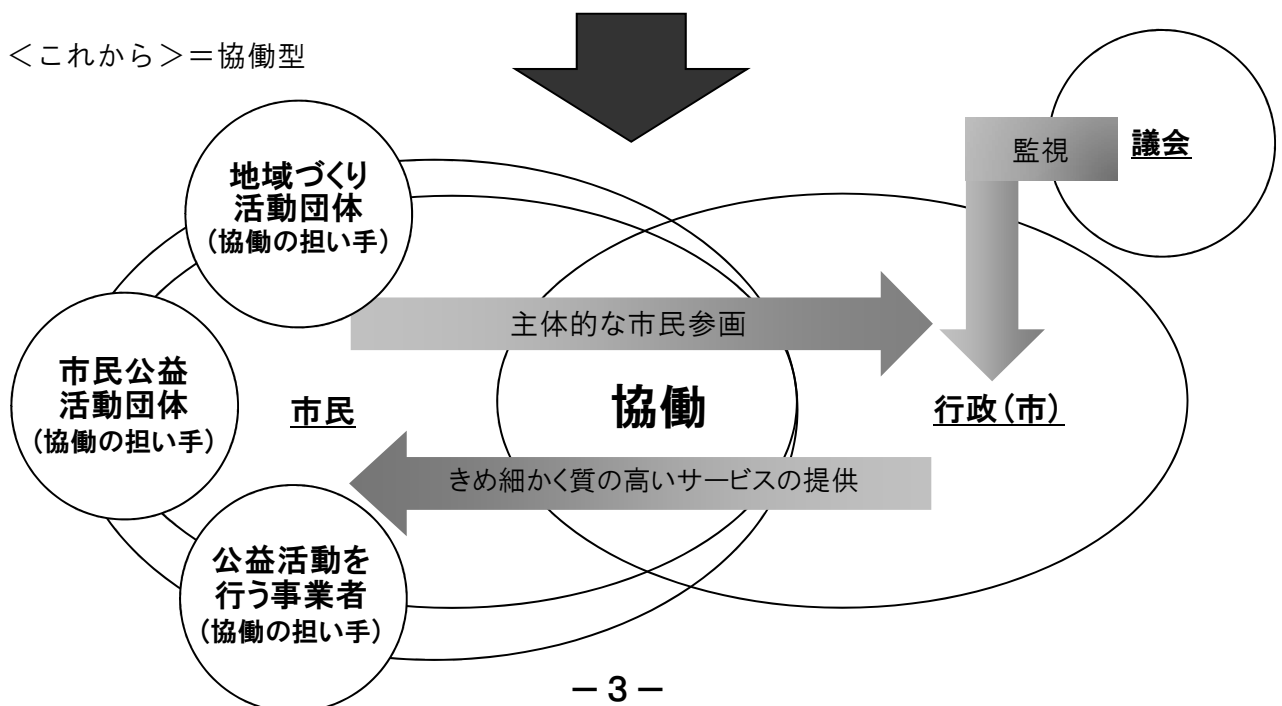 ＜これから＞＝協働型
地域づくり
活動団体
（協働の担い手）
監視
議会
主体的な市民参画
市民公益
活動団体
（協働の担い手）
市民
協働
行政（市）
きめ細かく質の高いサービスの提供
公益活動を
行う事業者
（協働の担い手）
－３－